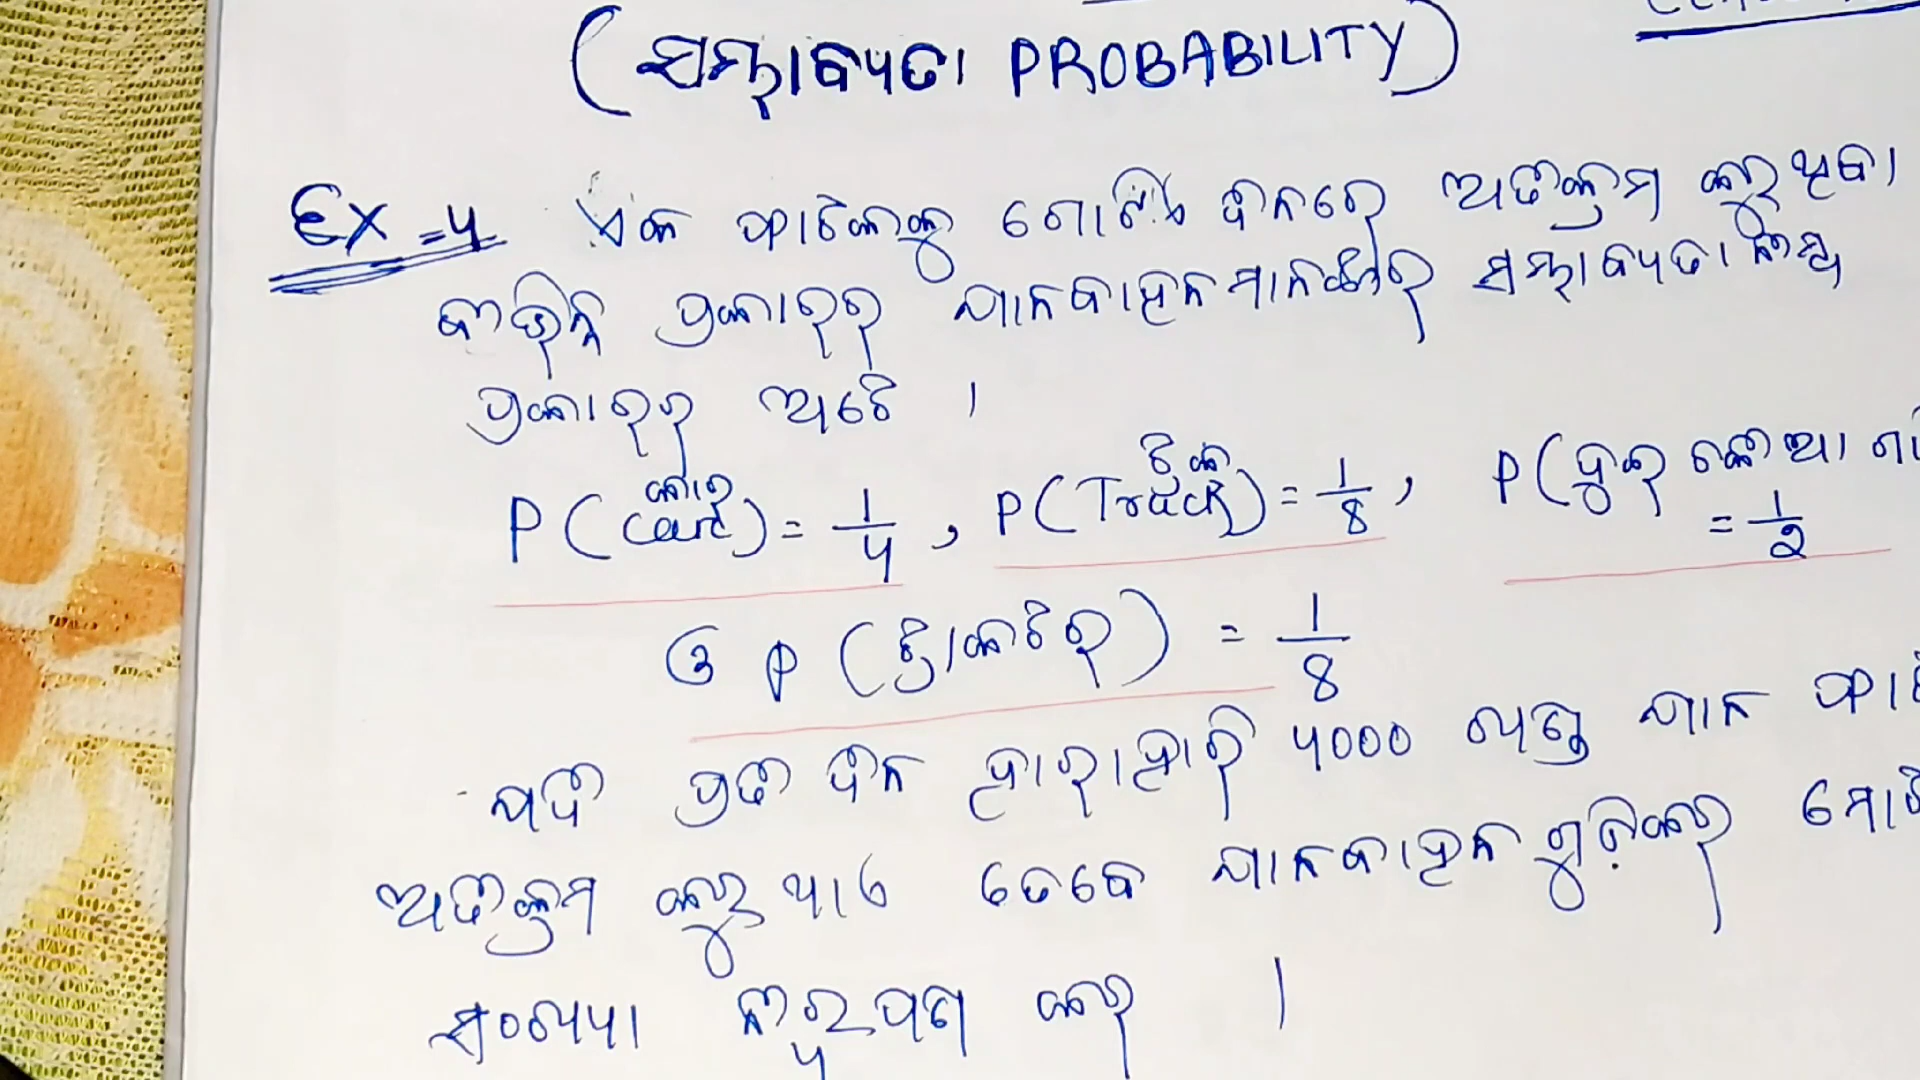 (ସମ୍ଭାବ୍ୟତା PROBABILITY)
Ex-4 ଏକ ଫାଟକକୁ ଗୋଟିଏ ଦିନରେ ଅତିକ୍ରମ କରୁଥିବା
ବିଭିନ୍ନ ପ୍ରକାରର ଯାନବାହନମାନଙ୍କର ସମ୍ଭାବ୍ୟତା ନିମ୍ନ
ପ୍ରକାରର ଅଟେ ।
କାର ଟ୍ରକ
P(Car) = 1/4, P(Truck) = 1/8, P(ଦୁଇ ଚକିଆ
= 1/2
ଓ P(ଟ୍ରାକଟର) = 1/8
ଯଦି ପ୍ରତି ଦିନ ହାରାହାରି 4000 ଖଣ୍ଡ ଯାନ
ଅତିକ୍ରମ କରୁଥାଏ ତେବେ ଯାନବାହନ ଗୁଡ଼ିକର
ସଂଖ୍ୟା ନିରୂପଣ କର ।